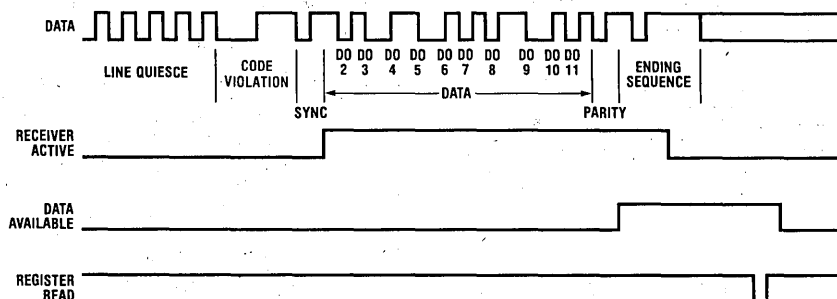 DATA
LINE QUIESCE
CODE VIOLATION
SYNC
DO 2
DO 3
DO 4
DO 5
DO 6
DO 7
DO 8
DO 9
DO 10
DO 11
DATA
PARITY
ENDING SEQUENCE
RECEIVER ACTIVE
DATA AVAILABLE
REGISTER READ